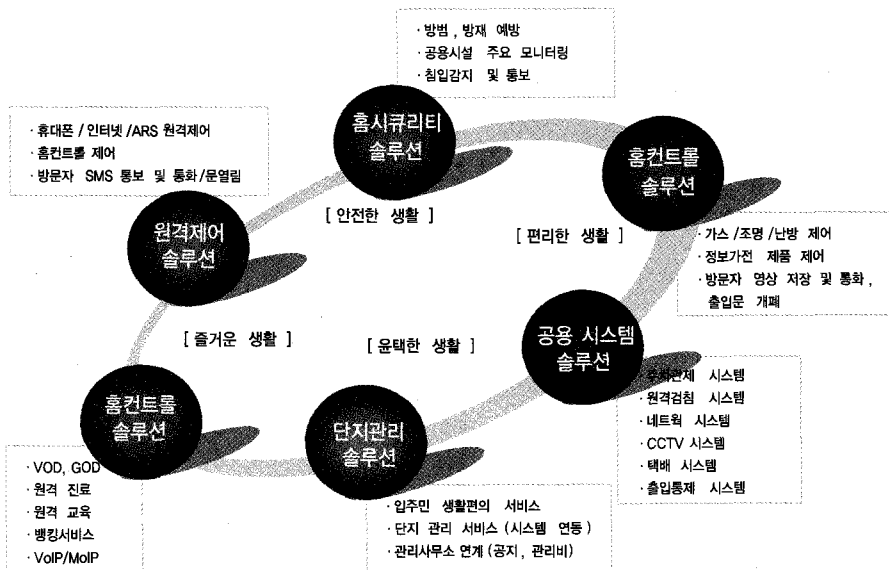 · 방범 , 방재 예방
· 공용시설 주요 모니터링
· 침입감지 및 통보
홈시큐리티
솔루션
· 휴대폰 / 인터넷 /ARS 원격제어
· 홈컨트롤 제어
· 방문자 SMS 통보 및 통화/문열림
홈컨트롤
솔루션
[ 안전한 생활 ]
원격제어
솔루션
[ 편리한 생활 ]
· 가스 /조명 /난방 제어
· 정보가전 제품 제어
· 방문자 영상 저장 및 통화 ,
출입문 개폐
[ 즐거운 생활 ]
[ 윤택한 생활 ]
공용 시스템
솔루션
홈컨트롤
솔루션
단지관리
솔루션
주차관제 시스템
· 원격검침 시스템
· 네트웍 시스템
· CCTV 시스템
· 택배 시스템
· 출입통제 시스템
· VOD, GOD
· 원격 진료
· 원격 교육
· 뱅킹서비스
· VoIP/MoIP
· 입주민 생활편의 서비스
· 단지 관리 서비스 (시스템 연동 )
· 관리사무소 연계 (공지 , 관리비)